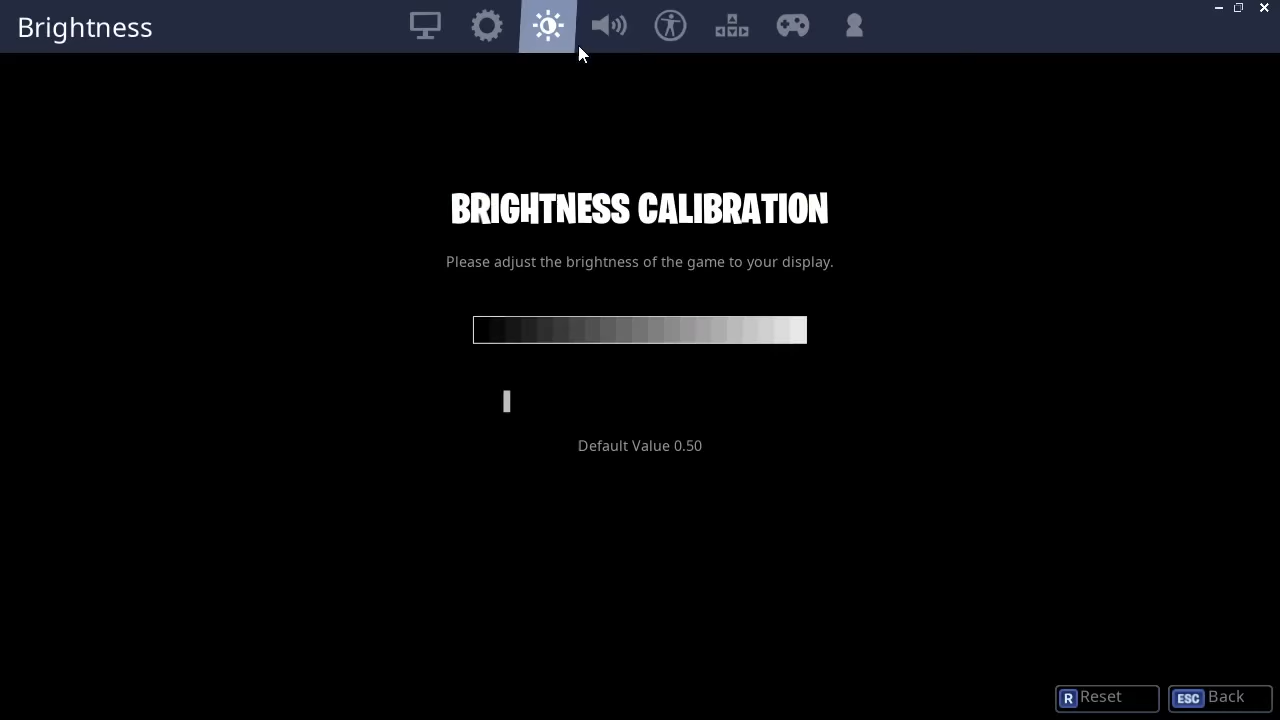 Brightness
BRIGHTNESS CALIBRATION
Please adjust the brightness of the game to your display.
Default Value 0.50
R Reset
ESC Back